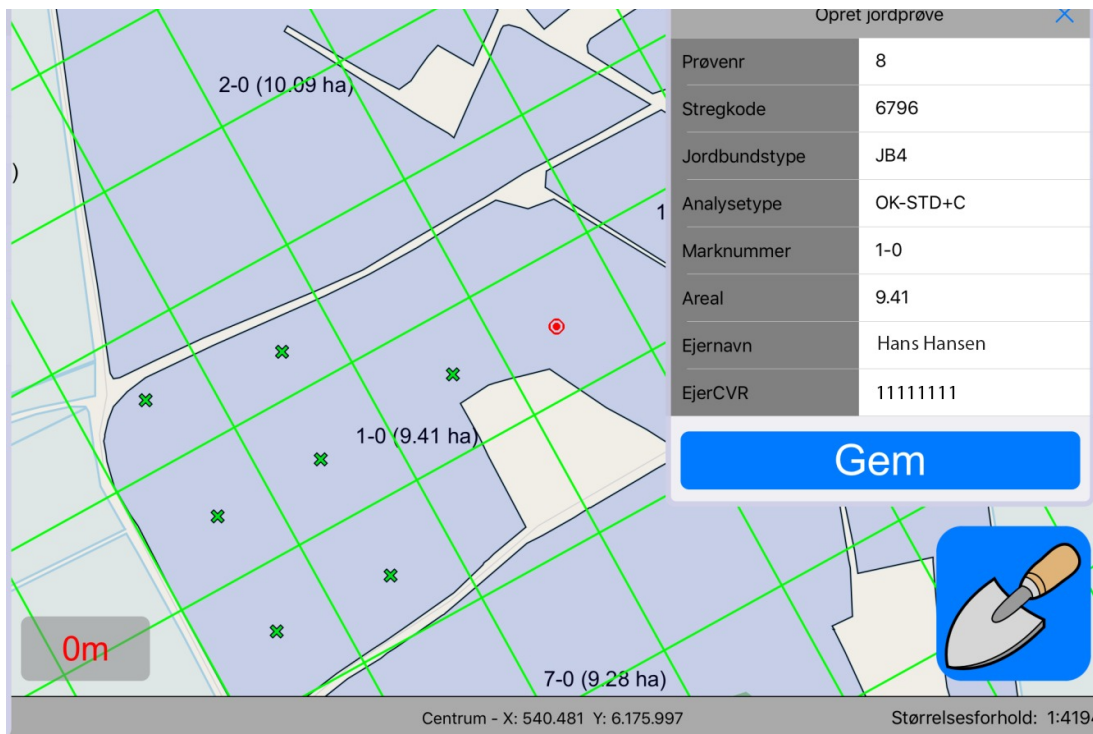 Opret jordprøve
Prøvenr 8
Stregkode 6796
Jordbundstype JB4
Analysetype OK-STD+C
Marknummer 1-0
Areal 9.41
Ejernavn Hans Hansen
EjerCVR 11111111
Gem
2-0 (10.09 ha)
)
1
1-0 (9.41 ha)
7-0 (9.28 ha)
0m
Centrum - X: 540.481 Y: 6.175.997
Størrelsesforhold: 1:4194